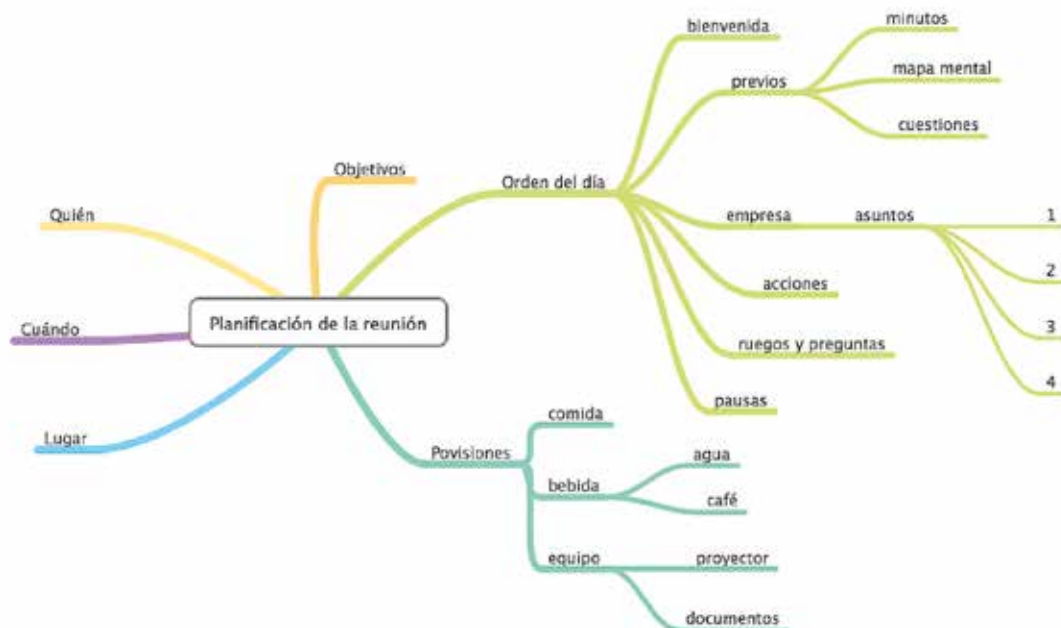 Planificación de la reunión
Quién
Cuándo
Lugar
Objetivos
Orden del día
bienvenida
previos
minutos
mapa mental
cuestiones
empresa
asuntos
1
2
3
4
acciones
ruegos y preguntas
pausas
Povisiones
comida
bebida
agua
café
equipo
proyector
documentos